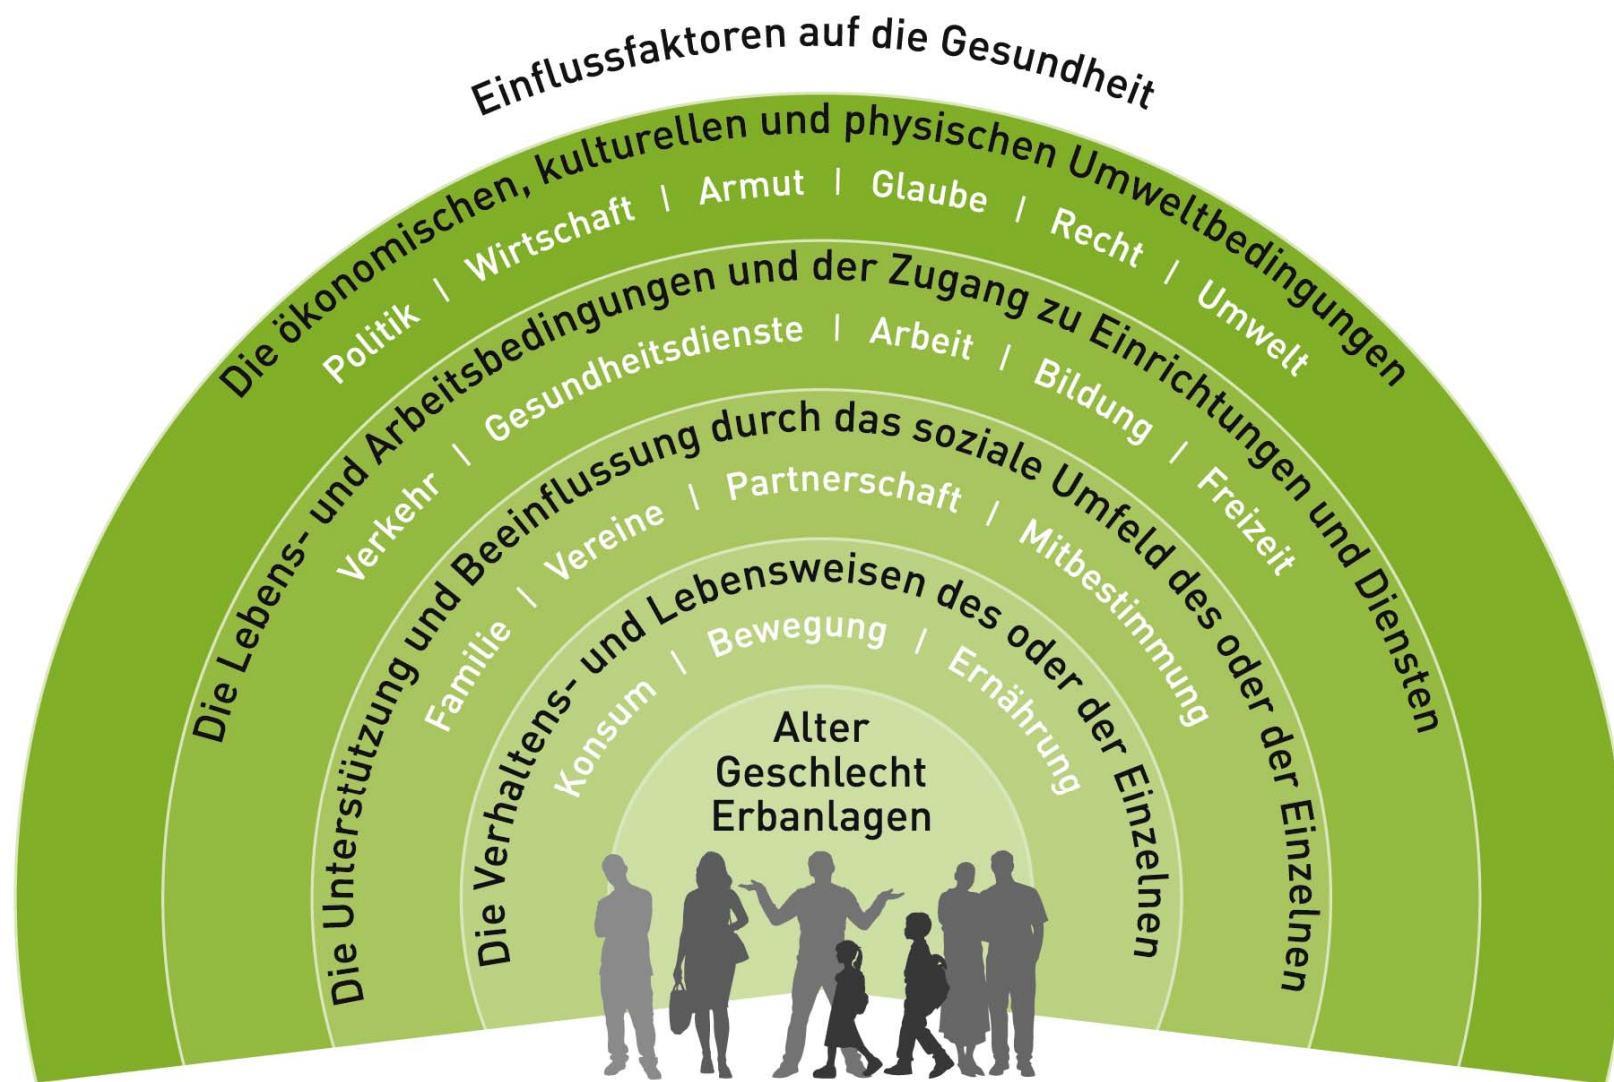 Einflussfaktoren auf die Gesundheit
Die ökonomischen, kulturellen und physischen Umweltbedingungen
Politik | Wirtschaft | Armut | Glaube | Recht | Umwelt
Die Lebens- und Arbeitsbedingungen und der Zugang zu Einrichtungen und Diensten
Verkehr | Gesundheitsdienste | Arbeit | Bildung | Freizeit
Die Unterstützung und Beeinflussung durch das soziale Umfeld des oder der Einzelnen
Familie | Vereine | Partnerschaft | Mitbestimmung
Die Verhaltens- und Lebensweisen des oder der Einzelnen
Konsum | Bewegung | Ernährung
Alter
Geschlecht
Erbanlagen